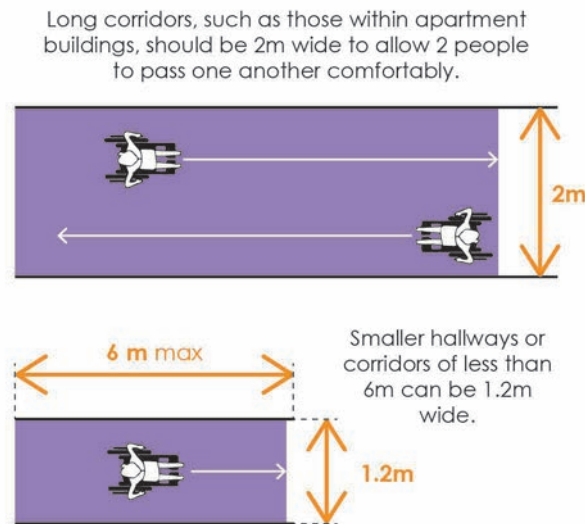 Long corridors, such as those within apartment
buildings, should be 2m wide to allow 2 people
to pass one another comfortably.
2m
6 m max
Smaller hallways or
corridors of less than
6m can be 1.2m
wide.
1.2m